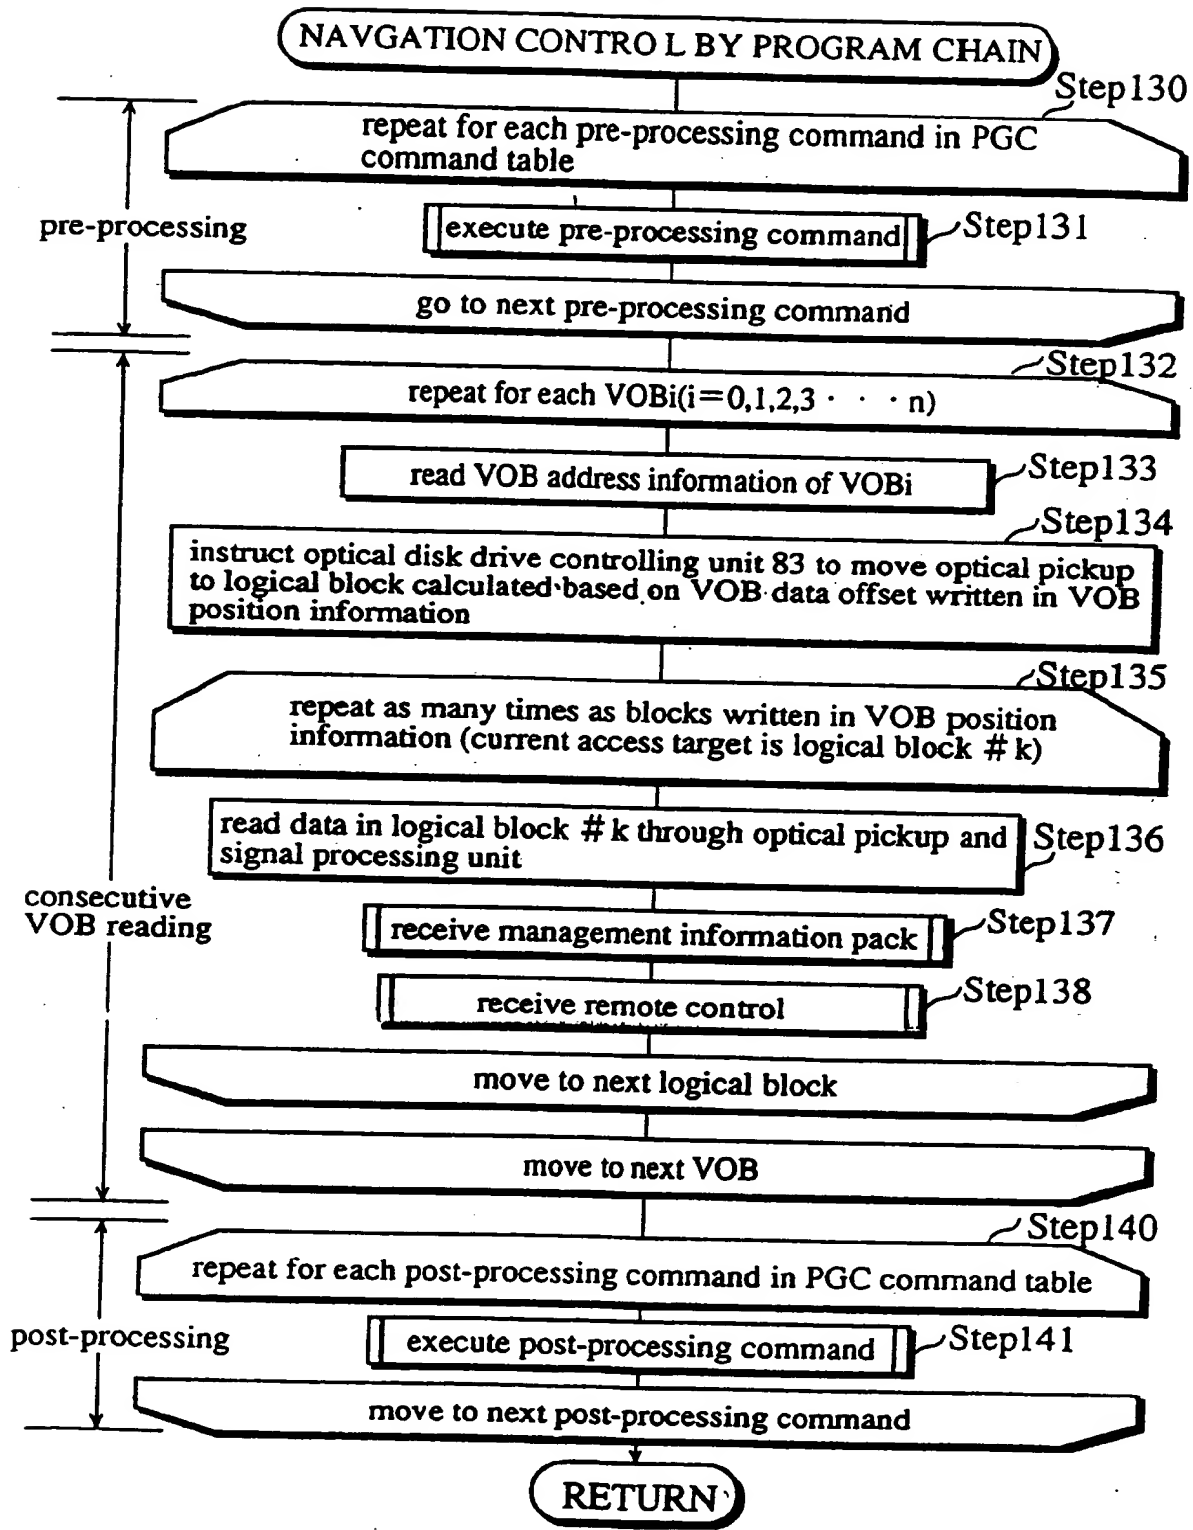 NAVGATION CONTROL BY PROGRAM CHAIN
Step130
repeat for each pre-processing command in PGC
command table
pre-processing
execute pre-processing command
Step131
go to next pre-processing command
Step132
repeat for each VOBi(i=0,1,2,3 · · · n)
read VOB address information of VOBi
Step133
Step134
instruct optical disk drive controlling unit 83 to move optical pickup
to logical block calculated based on VOB data offset written in VOB
position information
Step135
repeat as many times as blocks written in VOB position
information (current access target is logical block #k)
read data in logical block #k through optical pickup and
signal processing unit
Step136
consecutive
VOB reading
receive management information pack
Step137
receive remote control
Step138
move to next logical block
move to next VOB
Step140
repeat for each post-processing command in PGC command table
post-processing
execute post-processing command
Step141
move to next post-processing command
RETURN